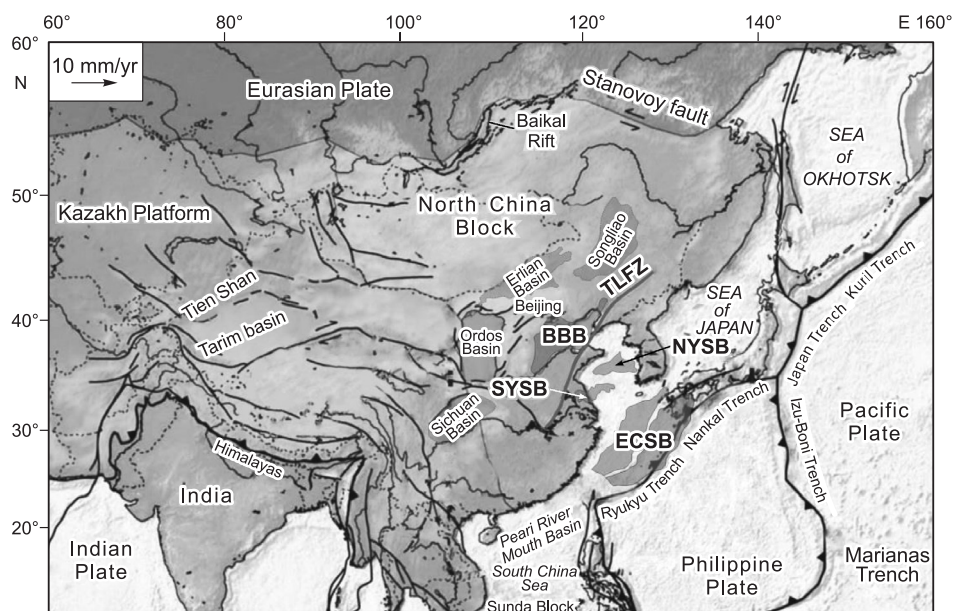 60°
80°
100°
120°
140°
E 160°
60°
N
10 mm/yr
Eurasian Plate
Stanovoy fault
Baikal
Rift
SEA
of
OKHOTSK
50°
Kazakh Platform
North China
Block
Songliao
Basin
Erlian
Basin
TLFZ
Kuril Trench
Tien Shan
Beijing
SEA
of
JAPAN
40°
Tarim basin
Ordos
Basin
BBB
NYSB
Japan Trench
SYSB
Sichuan
Basin
Nankal Trench
Izu-Boni Trench
Pacific
Plate
30°
ECSB
Himalayas
India
Ryukyu Trench
20°
Peari River
Mouth Basin
Indian
Plate
South China
Sea
Philippine
Plate
Marianas
Trench
Sunda Block